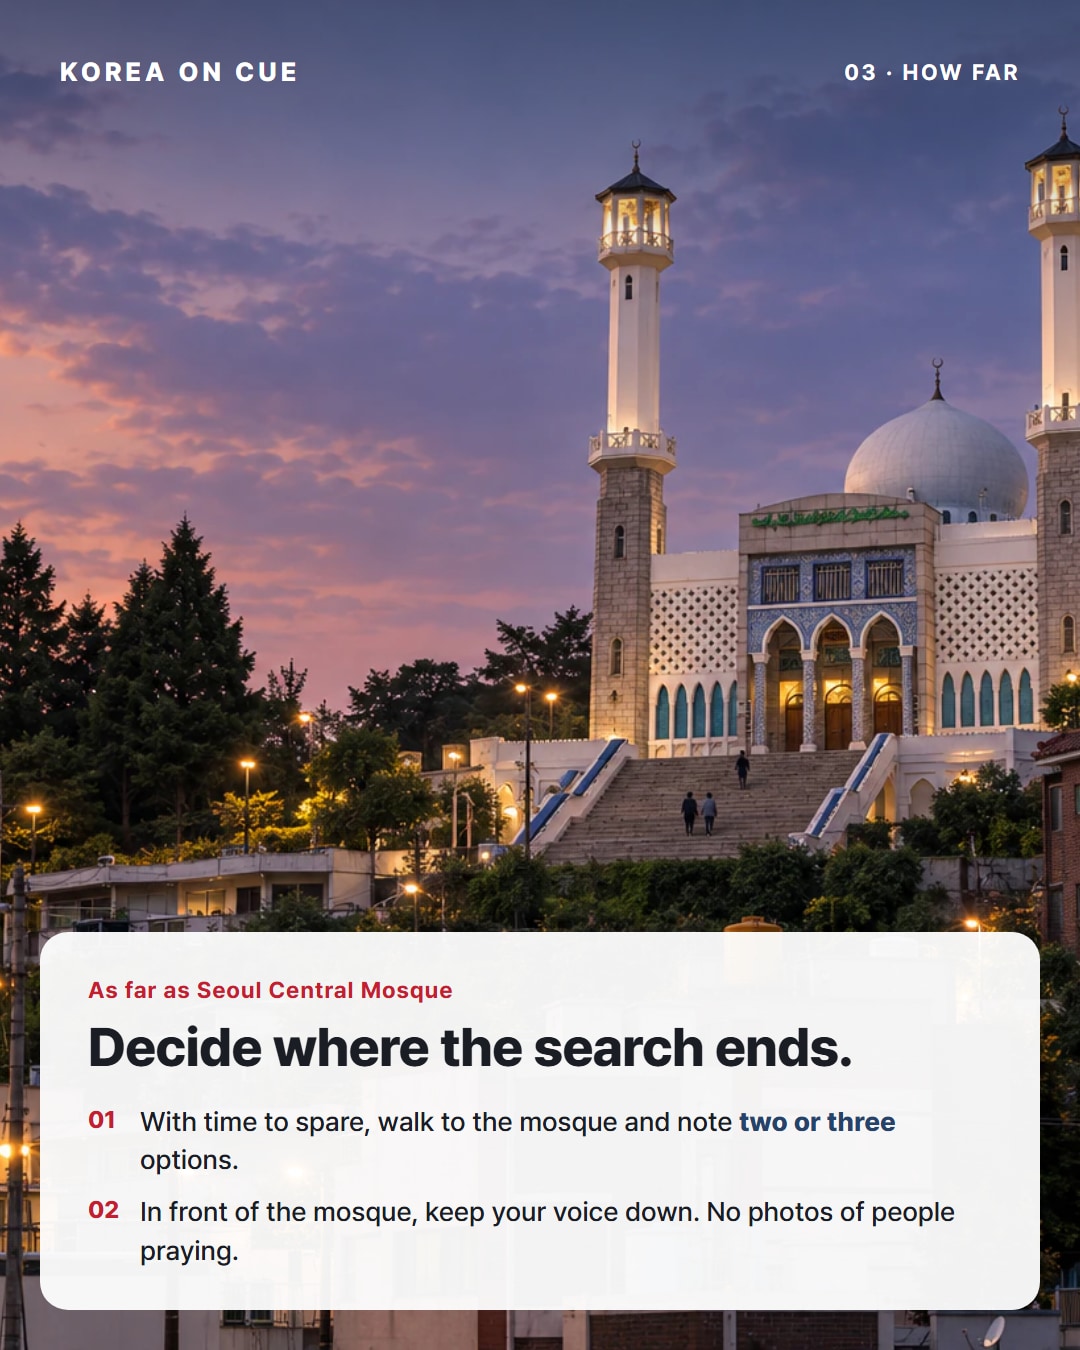 KOREA ON CUE
03 · HOW FAR
As far as Seoul Central Mosque
Decide where the search ends.
01 With time to spare, walk to the mosque and note two or three
options.
02 In front of the mosque, keep your voice down. No photos of people
praying.